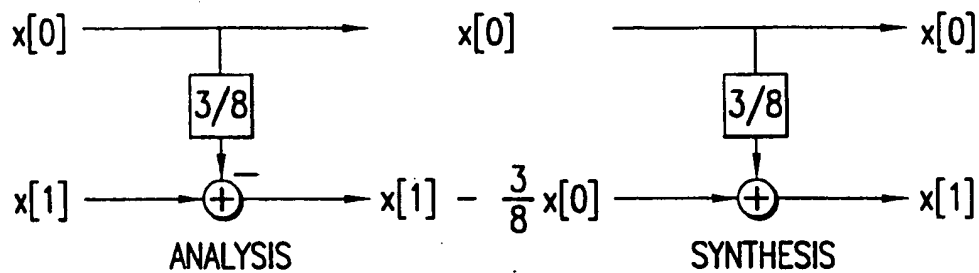 x[0] x[0] x[0]
3/8 3/8
−
x[1] + x[1] - 3/8 x[0] + x[1]
ANALYSIS SYNTHESIS